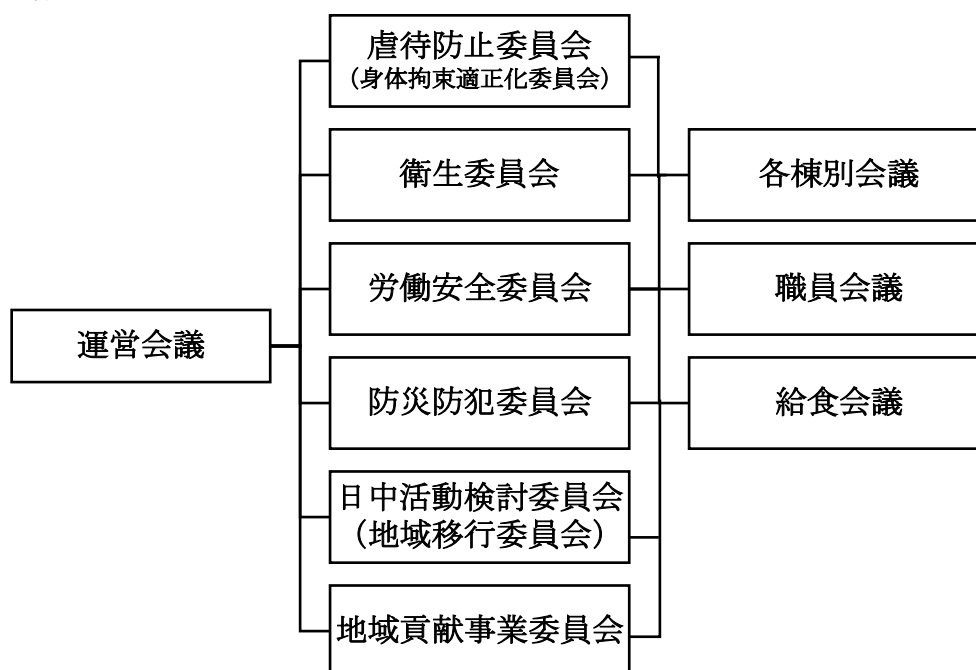 虐待防止委員会
（身体拘束適正化委員会）
衛生委員会
各棟別会議
労働安全委員会
職員会議
運営会議
防災防犯委員会
給食会議
日中活動検討委員会
（地域移行委員会）
地域貢献事業委員会